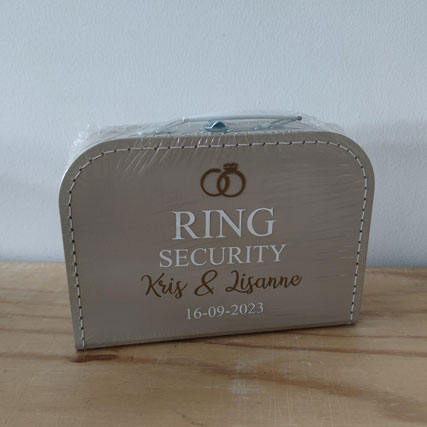 RING
SECURITY
Kris & Lisanne
16-09-2023